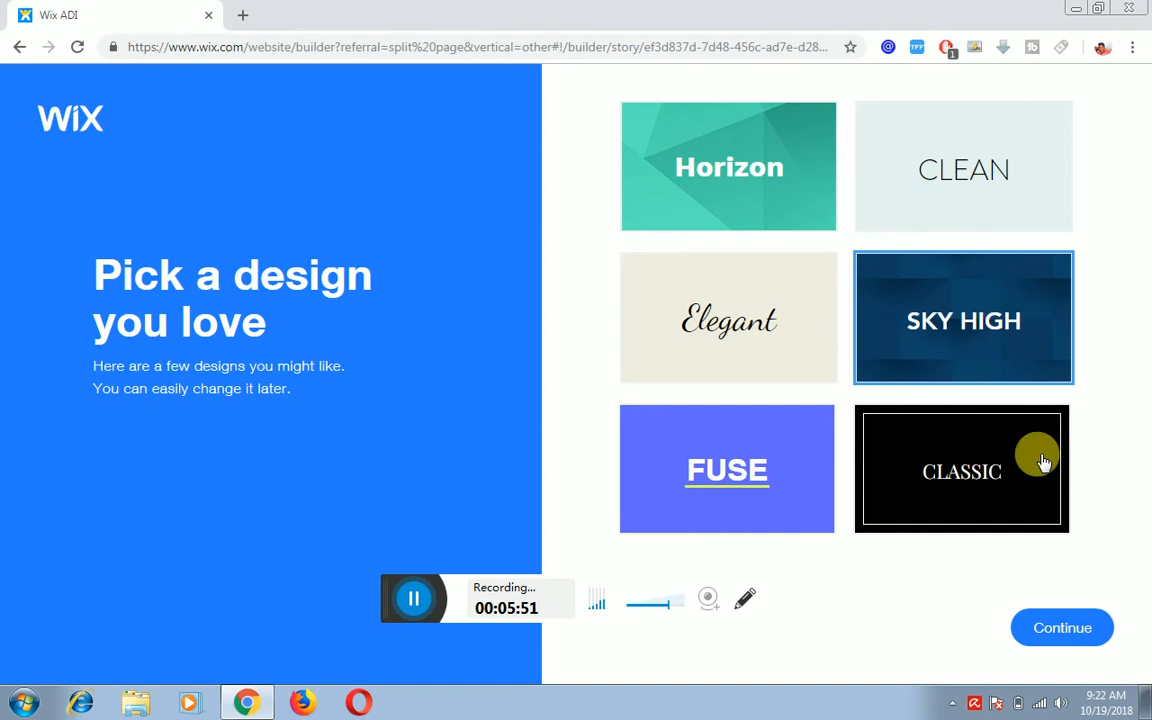 Wix ADI
https://www.wix.com/website/builder?referral=split%20page&vertical=other#!/builder/story/ef3d837d-7d48-456c-ad7e-d28...
TFF
1
WiX
Pick a design
you love
Here are a few designs you might like.
You can easily change it later.
Horizon
CLEAN
Elegant
SKY HIGH
FUSE
CLASSIC
Recording...
00:05:51
Continue
9:22 AM
10/19/2018